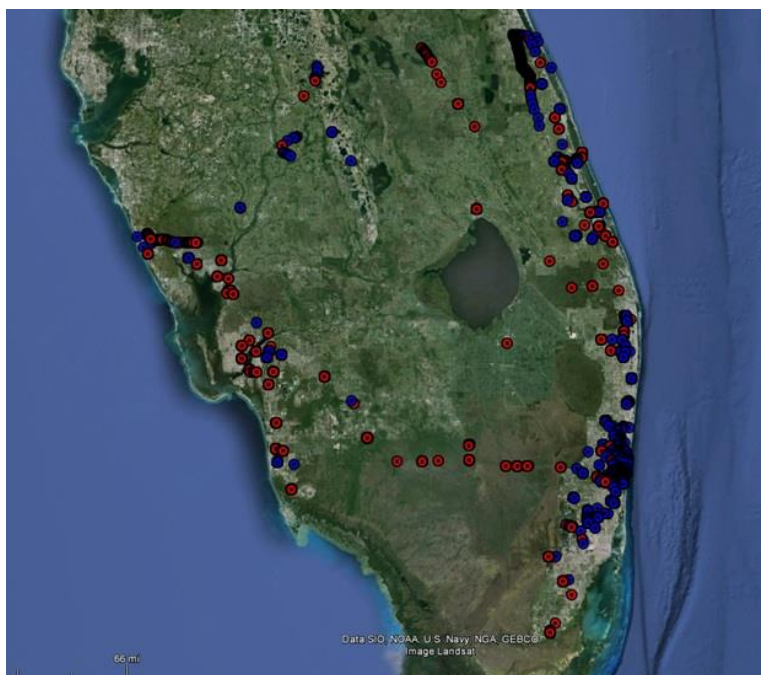 Data SIO, NOAA, U.S. Navy, NGA, GEBCO
Image Landsat
66 mi